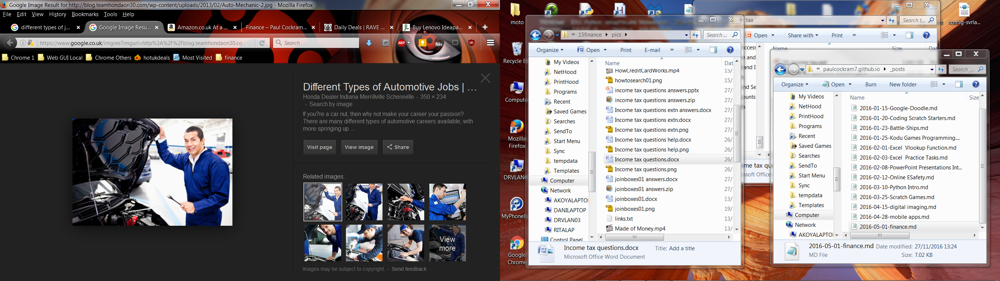 Google Image Result for http://blog.teamhondaon30.com/wp-content/uploads/2013/02/Auto-Mechanic-2.jpg - Mozilla Firefox
File Edit View History Bookmarks Tools Help
different types of j...
Google Image Resu...
Amazon.co.uk At a ...
Finance – Paul Cockram...
Daily Deals | RAVE ...
JL Buy Lenovo Ideapa...
https://www.google.co.uk/imgres?imgurl=http%3A%2F%2Fblog.teamhondaon30.co
Search
ABP
You Tube
Chrome 1 Web GUI Local Chrome Others hotukdeals Most Visited finance
Different Types of Automotive Jobs | ...
Honda Dealer Indiana Merrillville Schereville - 350 × 234
- Search by image
If you?re a car nut, then why not make your career your passion?
There are many different types of automotive careers available, with
more springing up ...
Visit page View image Share
Related images:
View
more
Images may be subject to copyright. - Send feedback
moto
Recycle B
Compute
Mozilla
Firefox
DRVLAN0
MyPhoneE
Google
Chrome
config-svrla...
« 15finance pics
Search ...
Organize Open Print E-mail »
My Videos
NetHood
PrintHood
Programs
Recent
Saved Games
Searches
SendTo
Start Menu
Sync
tempdata
Templates
Computer
Network
AKOYALAPTO
DANILAPTOP
DRVLAN03
RITALAP
Control Panel
Name Dat
HowCreditCardWorks.mp4 15/
howtosearch01.png 15/
income tax questions answers.pptx 27/
income tax questions answers.zip 27/
Income tax questions extn answers.docx 27/
Income tax questions extn.docx 27/
Income tax questions extn.png 27/
Income tax questions help.docx 26/
Income tax questions help.png 26/
Income tax questions.docx 26/
Income tax questions.png 26/
joinboxes01 answers.docx 27/
joinboxes01 answers.zip 27/
joinboxes01.docx 13/
joinboxes01.png 19/
links.txt 13/
Made of Money.mp4 13/
Income tax questions.docx Title: Add a title
Microsoft Office Word Document
tax
Search t...
Open Share with Print »
Name Size Dat
ccess
e and
and I
nd Se
ounts
me tax qu
osoft Office
« paulcockram7.github.io _posts
Search _...
Organize Open Burn New folder
My Videos
NetHood
PrintHood
Programs
Recent
Saved Games
Searches
SendTo
Start Menu
Sync
tempdata
Templates
Computer
Network
AKOYALAPTO
Name Size
2016-01-15-Google-Doodle.md
2016-01-20-Coding Scratch Starters.md
2016-01-23-Battle-Ships.md
2016-01-25-Kodu Games Programming....
2016-02-01-Excel Vlookup Function.md
2016-02-03-Excel Practice Tasks.md
2016-02-08-PowerPoint Presentations Int...
2016-02-12-Online ESafety.md
2016-03-10-Python Intro.md
2016-03-25-Scratch Games.md
2016-04-15-digital imaging.md
2016-04-28-mobile apps.md
2016-05-01-finance.md
2016-05-01-finance.md Date modified: 27/11/2016 13:24
MD File Size: 7.02 KB